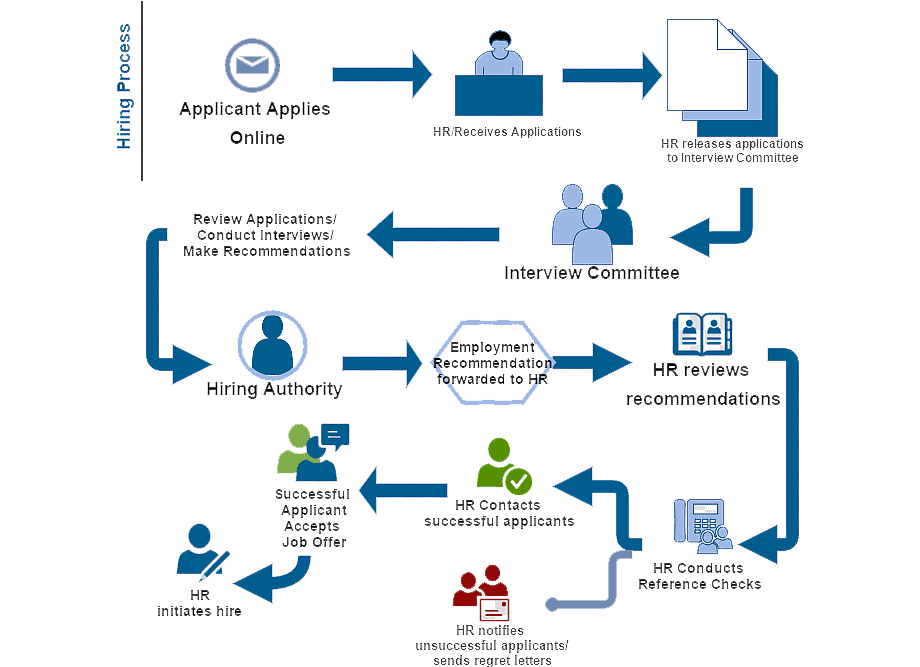 Hiring Process
Applicant Applies
Online
HR/Receives Applications
HR releases applications
to Interview Committee
Interview Committee
Review Applications/
Conduct Interviews/
Make Recommendations
Hiring Authority
Employment
Recommendation
forwarded to HR
HR reviews
recommendations
HR Conducts
Reference Checks
HR Contacts
successful applicants
Successful
Applicant
Accepts
Job Offer
HR
initiates hire
HR notifies
unsuccessful applicants/
sends regret letters